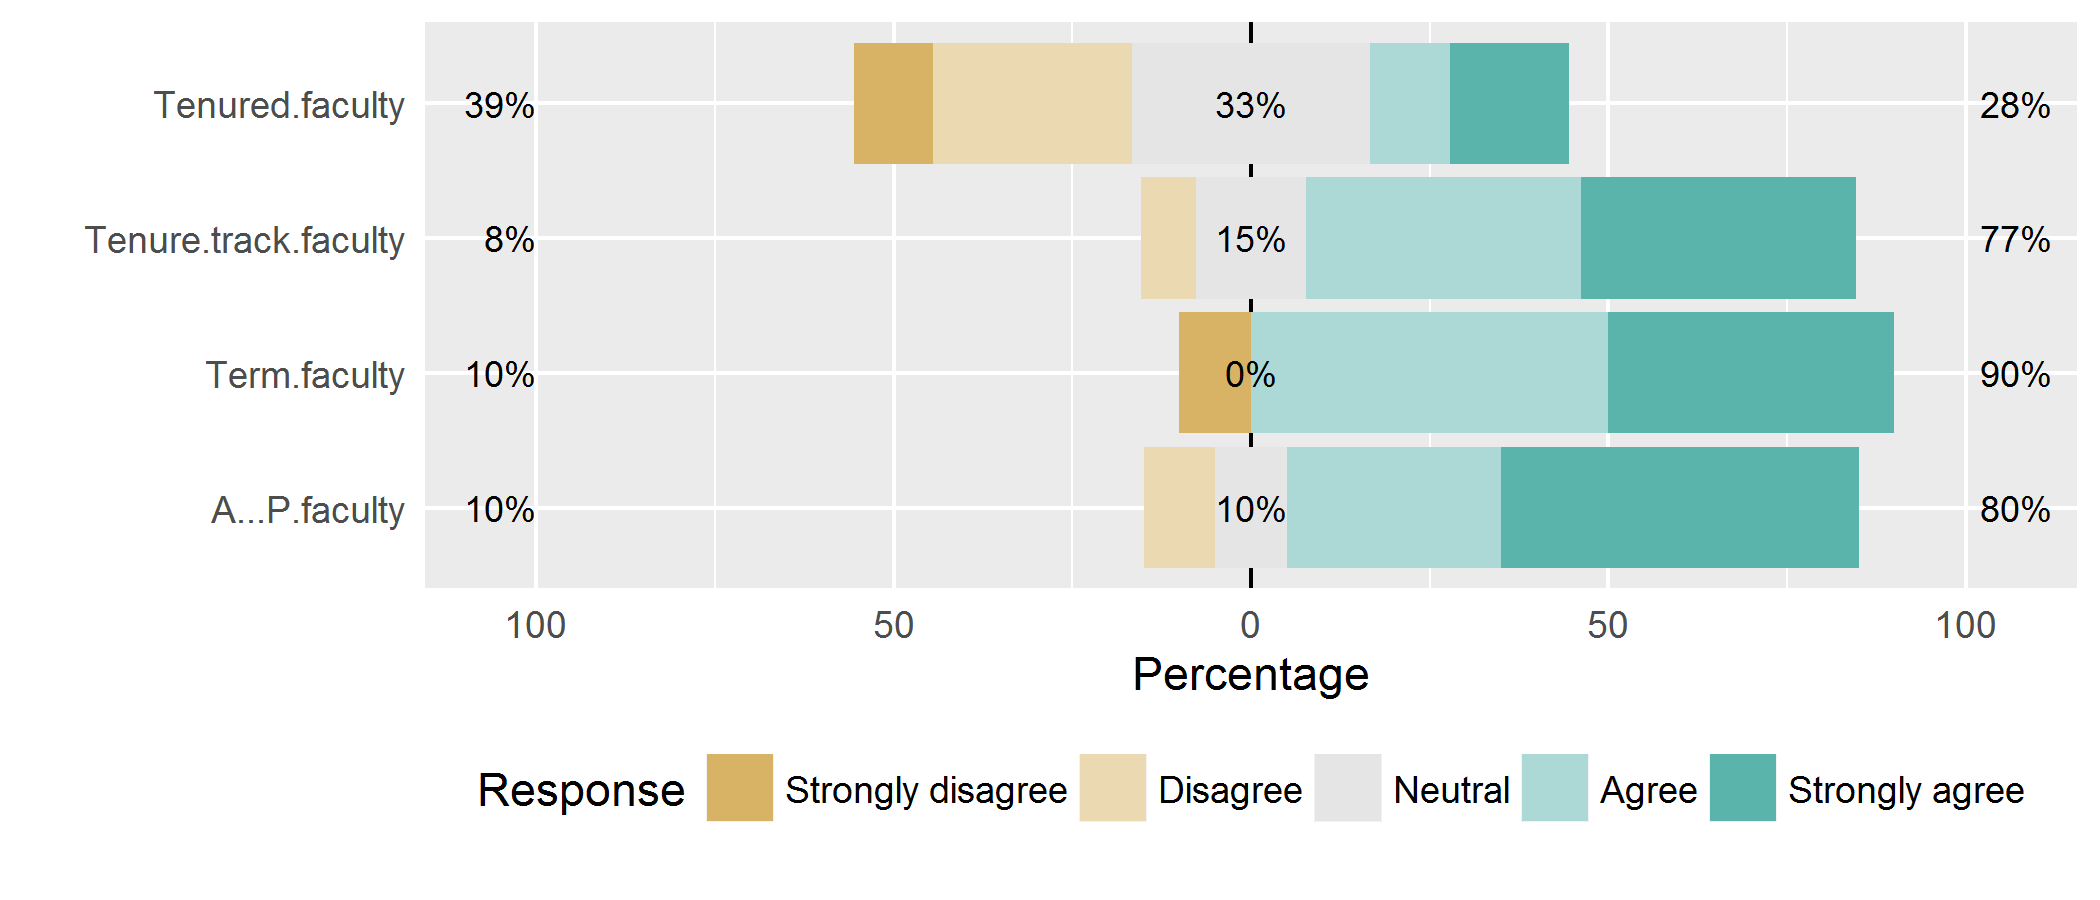 Tenured.faculty 39% 33% 28%
Tenure.track.faculty 8% 15% 77%
Term.faculty 10% 0% 90%
A...P.faculty 10% 10% 80%
100 50 0 50 100
Percentage
Response Strongly disagree Disagree Neutral Agree Strongly agree